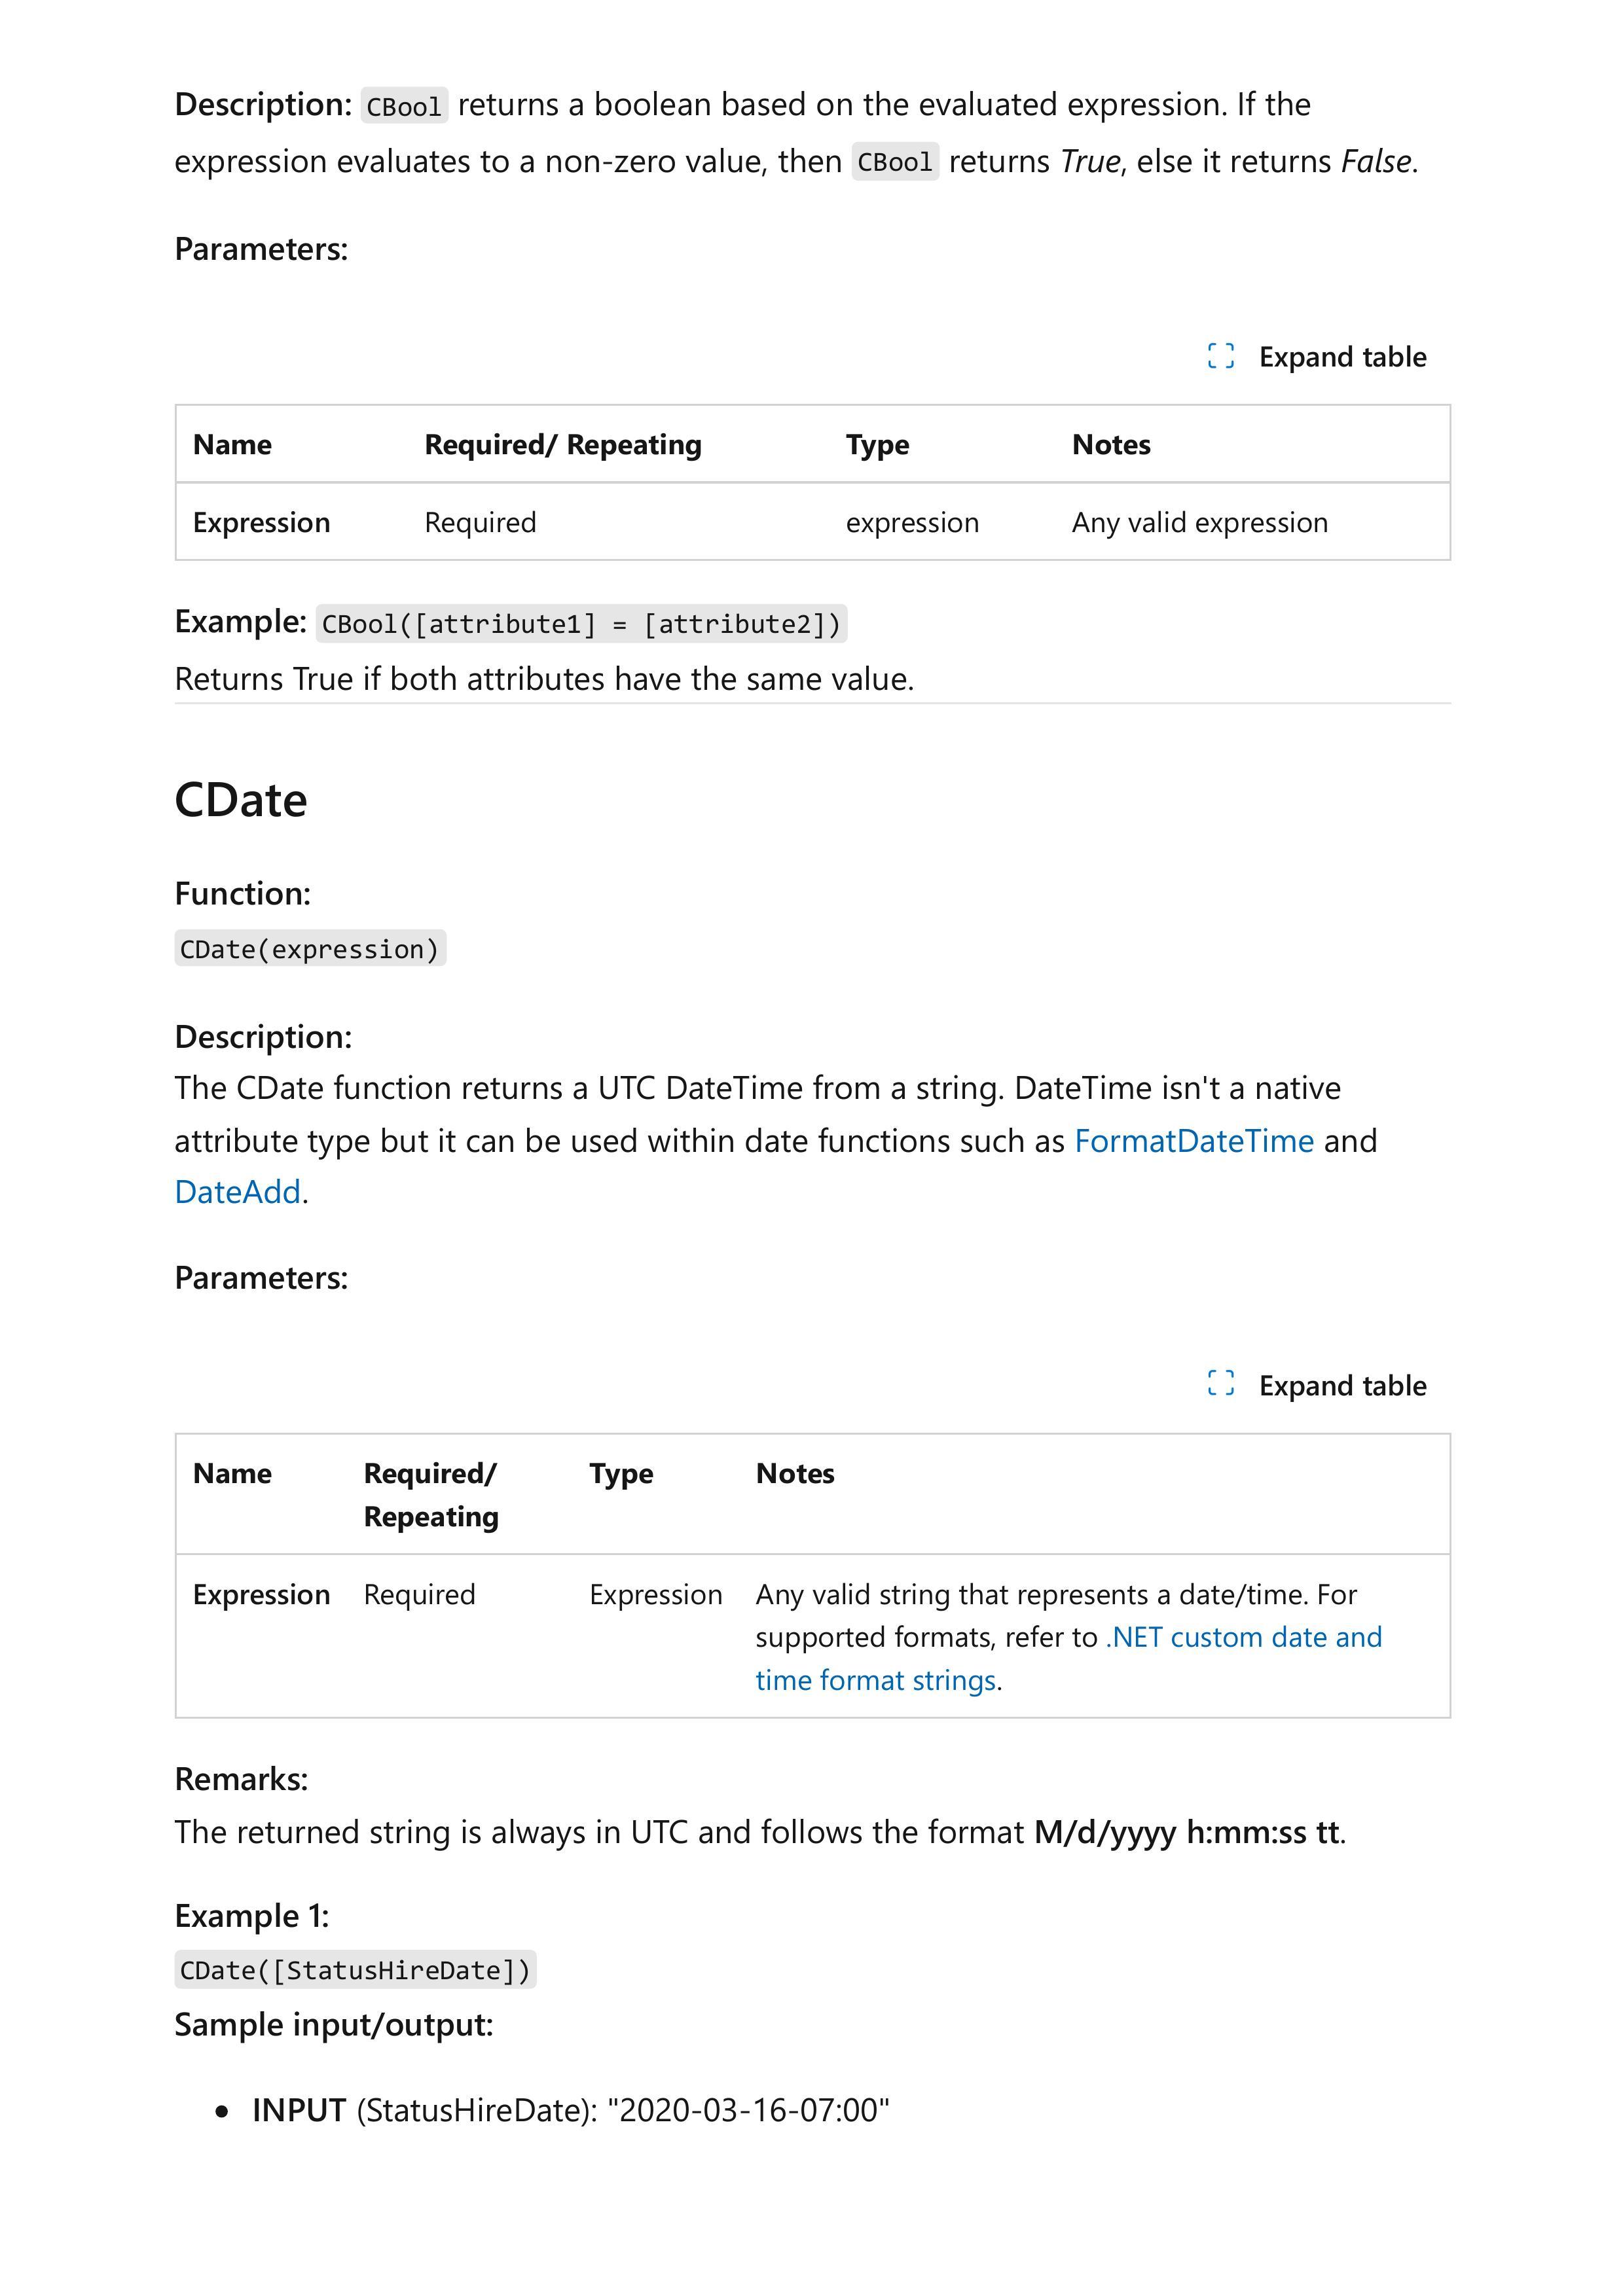 Description: CBool returns a boolean based on the evaluated expression. If the
expression evaluates to a non-zero value, then CBool returns True, else it returns False.
Parameters:
Expand table
Name Required/ Repeating Type Notes
Expression Required expression Any valid expression
Example: CBool([attribute1] = [attribute2])
Returns True if both attributes have the same value.
CDate
Function:
CDate(expression)
Description:
The CDate function returns a UTC DateTime from a string. DateTime isn't a native
attribute type but it can be used within date functions such as FormatDateTime and
DateAdd.
Parameters:
Expand table
Name Required/ Type Notes
Repeating
Expression Required Expression Any valid string that represents a date/time. For
supported formats, refer to .NET custom date and
time format strings.
Remarks:
The returned string is always in UTC and follows the format M/d/yyyy h:mm:ss tt.
Example 1:
CDate([StatusHireDate])
Sample input/output:
• INPUT (StatusHireDate): "2020-03-16-07:00"